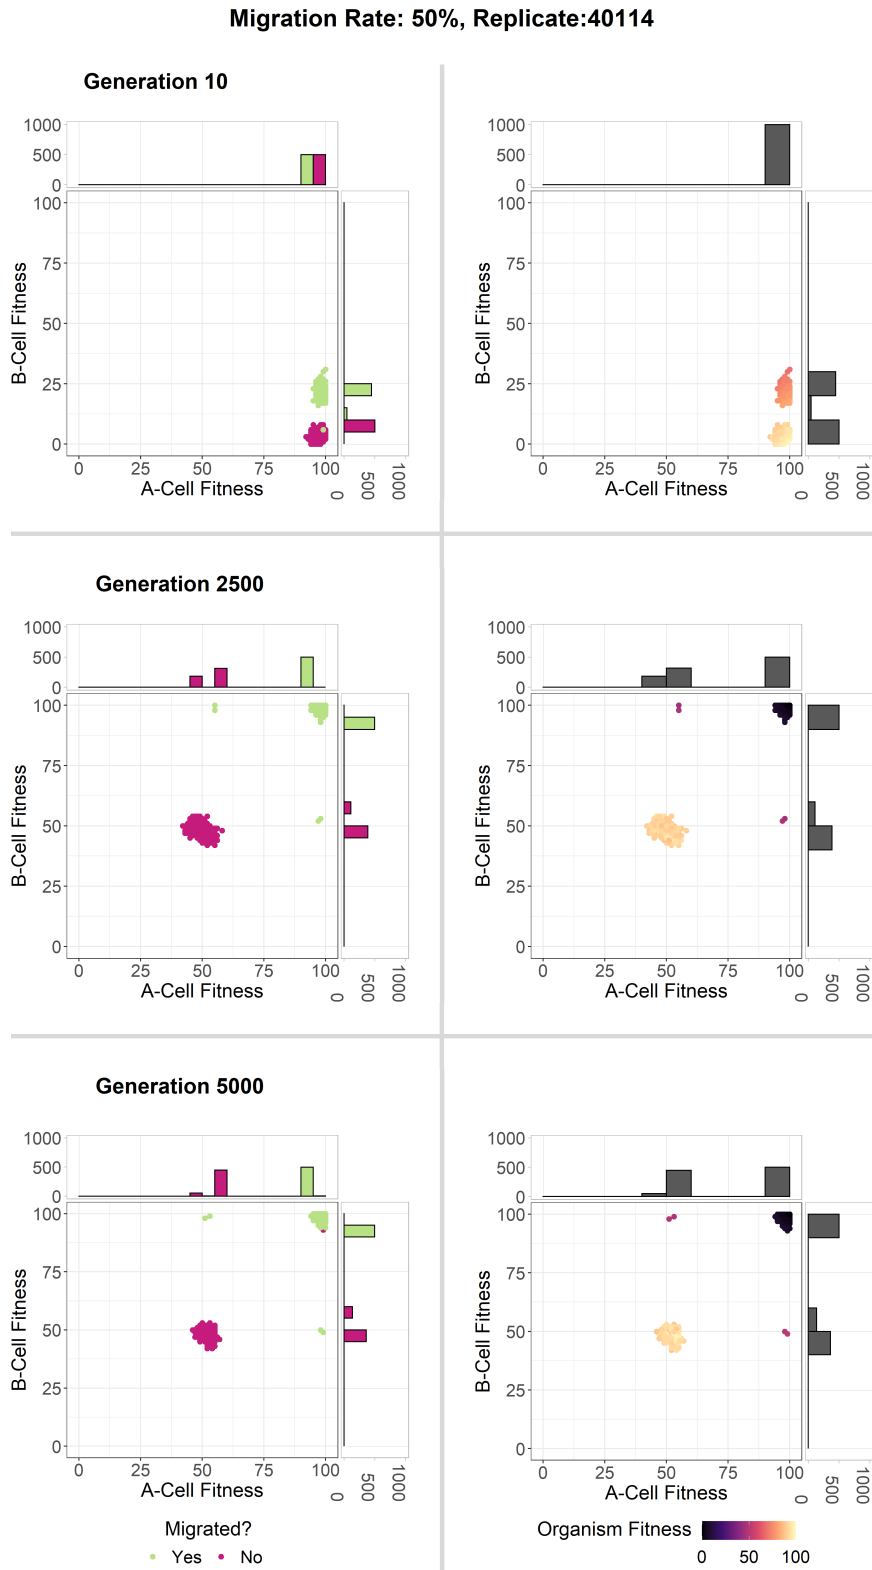 Migration Rate: 50%, Replicate:40114
Generation 10
1000
500
0
100
75
50
25
0
B-Cell Fitness
0 25 50 75 100
A-Cell Fitness
0 500 1000
1000
500
0
100
75
50
25
0
B-Cell Fitness
0 25 50 75 100
A-Cell Fitness
0 500 1000
Generation 2500
1000
500
0
100
75
50
25
0
B-Cell Fitness
0 25 50 75 100
A-Cell Fitness
0 500 1000
1000
500
0
100
75
50
25
0
B-Cell Fitness
0 25 50 75 100
A-Cell Fitness
0 500 1000
Generation 5000
1000
500
0
100
75
50
25
0
B-Cell Fitness
0 25 50 75 100
A-Cell Fitness
0 500 1000
1000
500
0
100
75
50
25
0
B-Cell Fitness
0 25 50 75 100
A-Cell Fitness
0 500 1000
Migrated?
Yes No
Organism Fitness
0 50 100